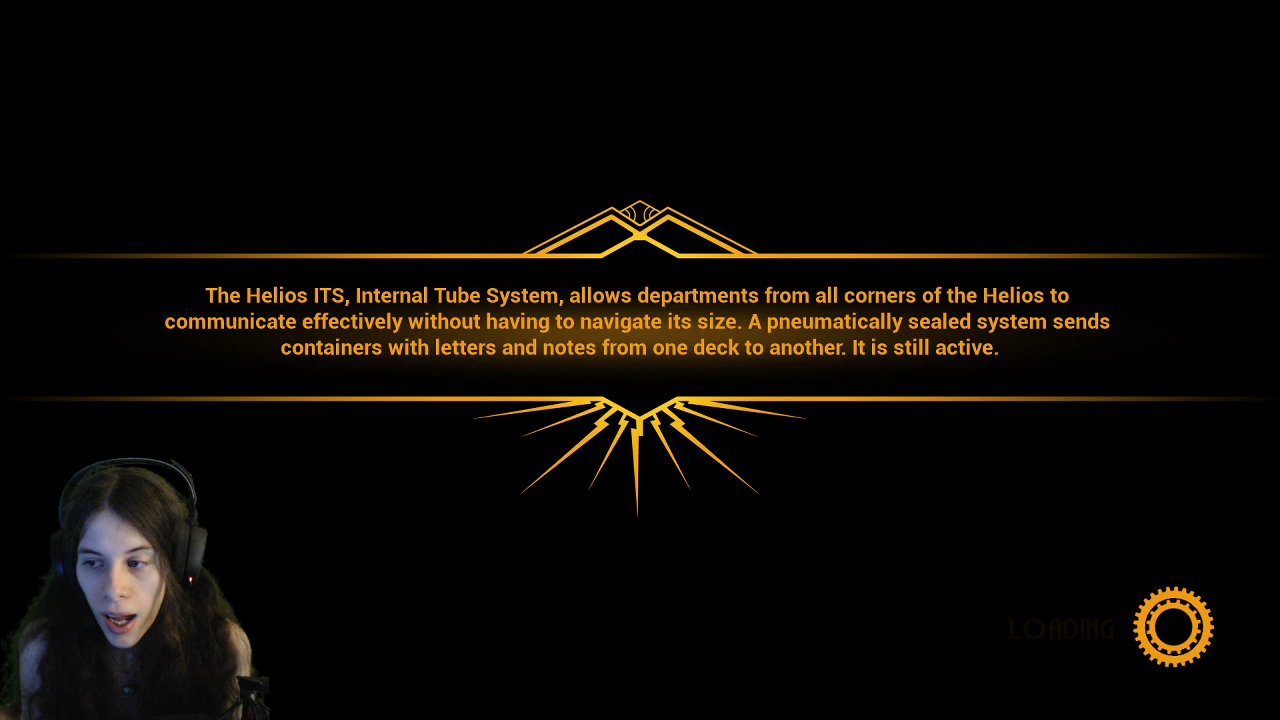 The Helios ITS, Internal Tube System, allows departments from all corners of the Helios to
communicate effectively without having to navigate its size. A pneumatically sealed system sends
containers with letters and notes from one deck to another. It is still active.
LOADING